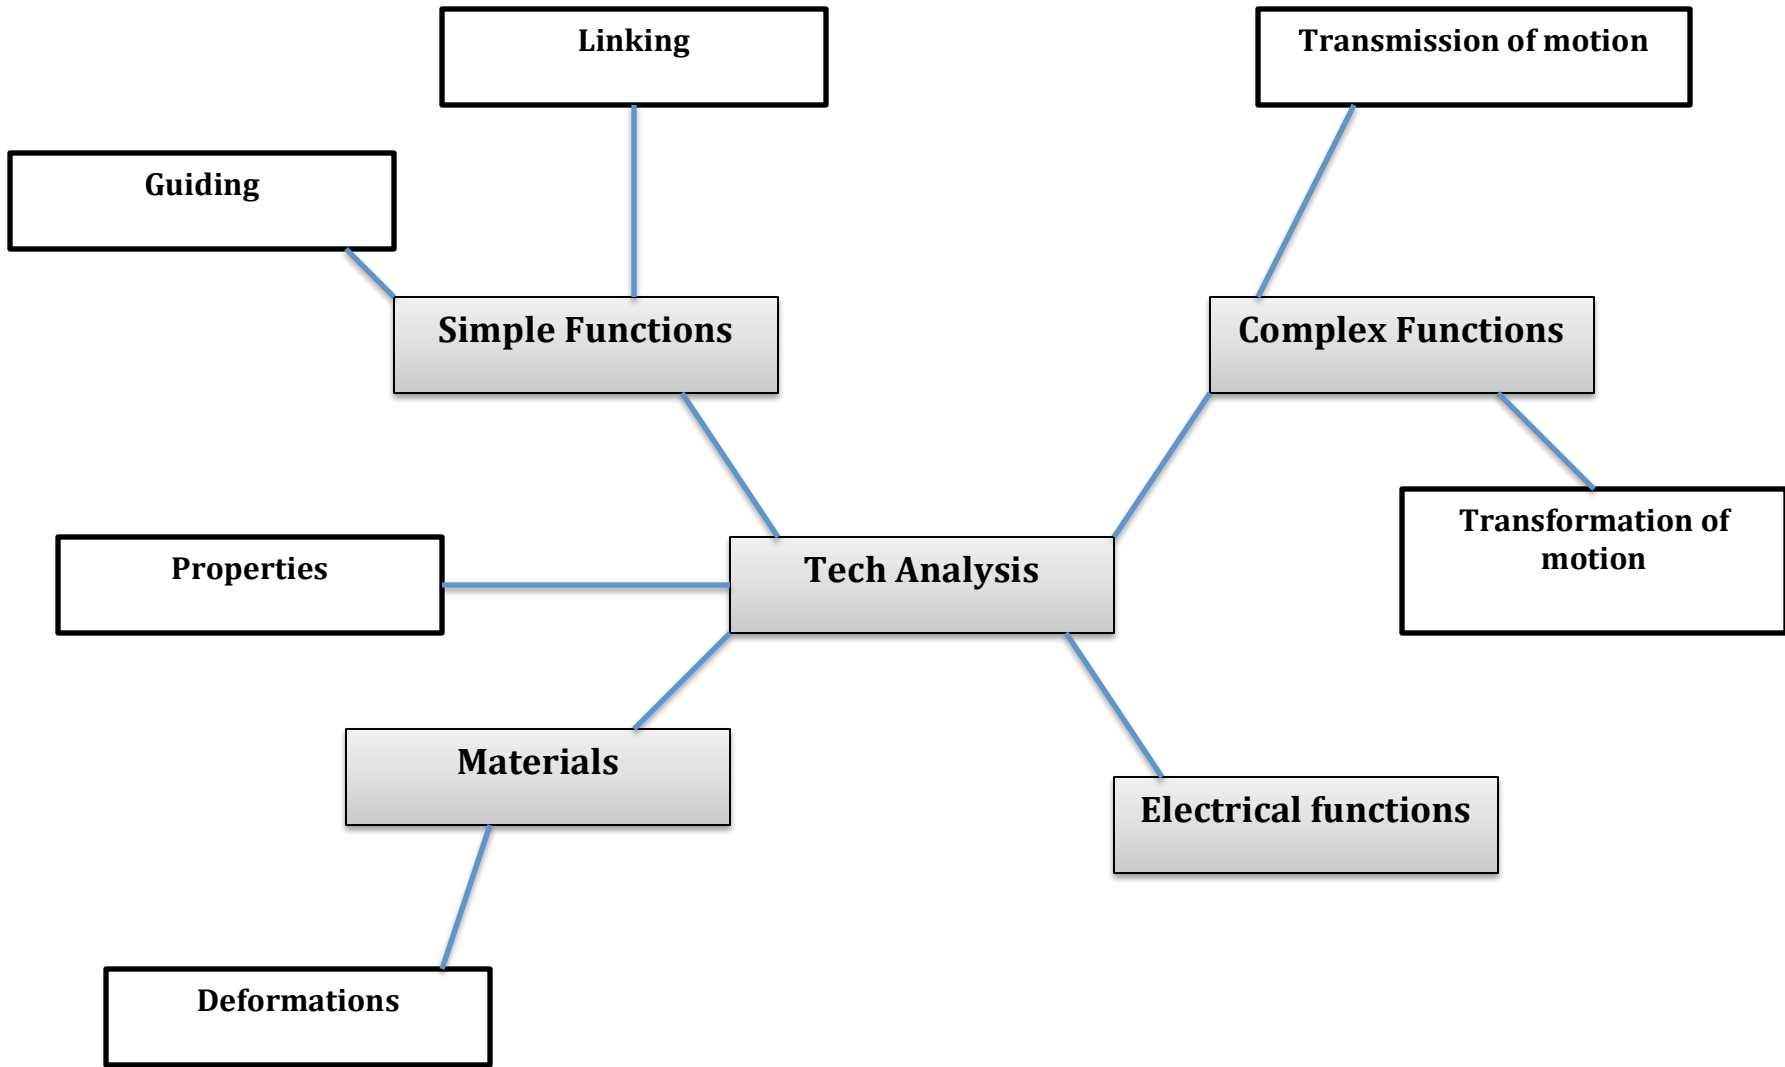 Linking
Transmission of motion
Guiding
Simple Functions
Complex Functions
Transformation of
motion
Properties
Tech Analysis
Materials
Electrical functions
Deformations